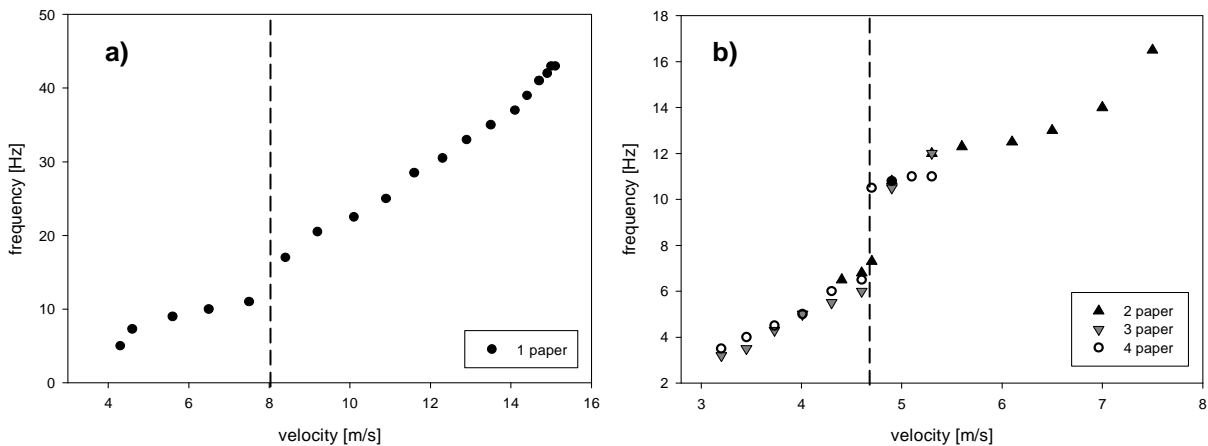 a)
50
40
30
20
10
0
frequency [Hz]
4 6 8 10 12 14 16
velocity [m/s]
1 paper
b)
18
16
14
12
10
8
6
4
2
frequency [Hz]
3 4 5 6 7 8
velocity [m/s]
2 paper
3 paper
4 paper